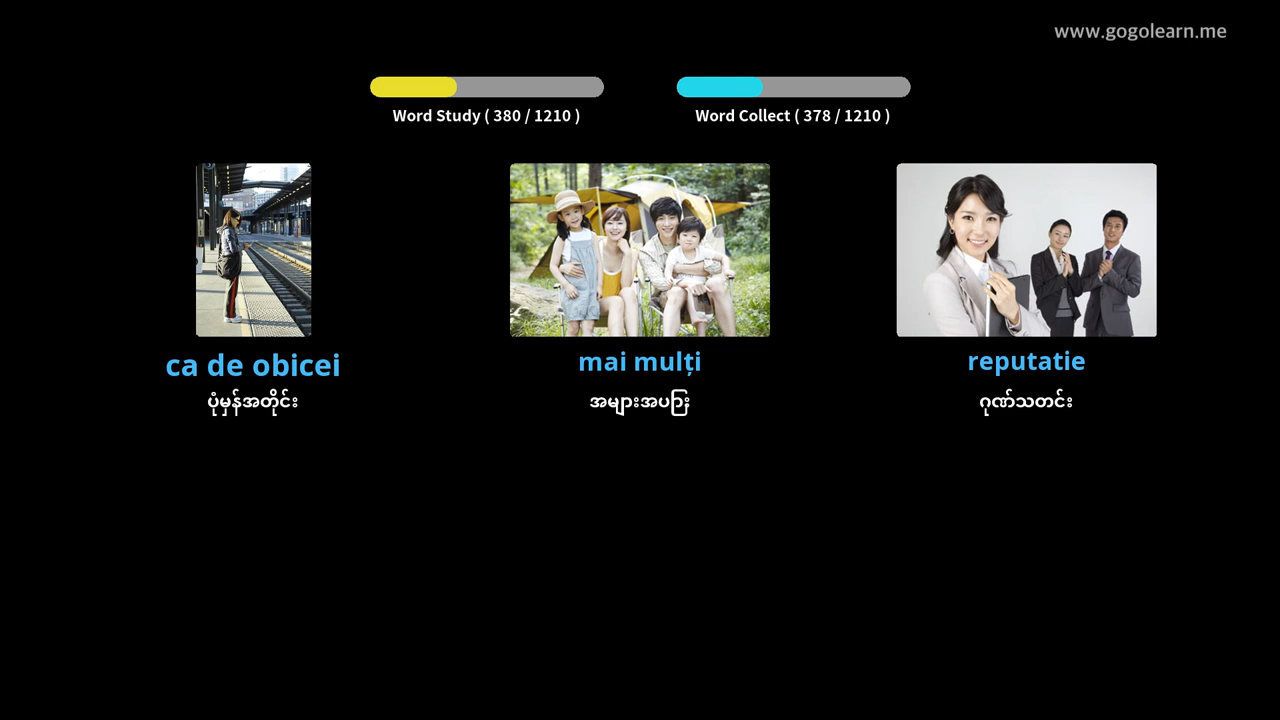 www.gogolearn.me
Word Study ( 380 / 1210 )
Word Collect ( 378 / 1210 )
ca de obicei
ပုံမှန်အတိုင်း
mai mulți
အများအပြား
reputatie
ဂုဏ်သတင်း